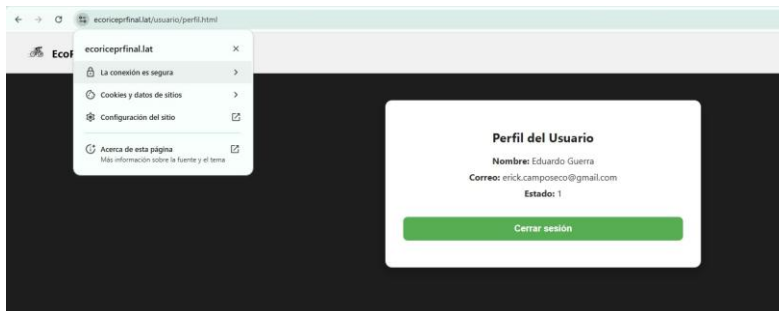 ecoriceprfinal.lat/usuario/perfil.html
ecoriceprfinal.lat
La conexión es segura
Cookies y datos de sitios
Configuración del sitio
Acerca de esta página
Más información sobre la fuente y el tema
Perfil del Usuario
Nombre: Eduardo Guerra
Correo: erick.camposeco@gmail.com
Estado: 1
Cerrar sesión